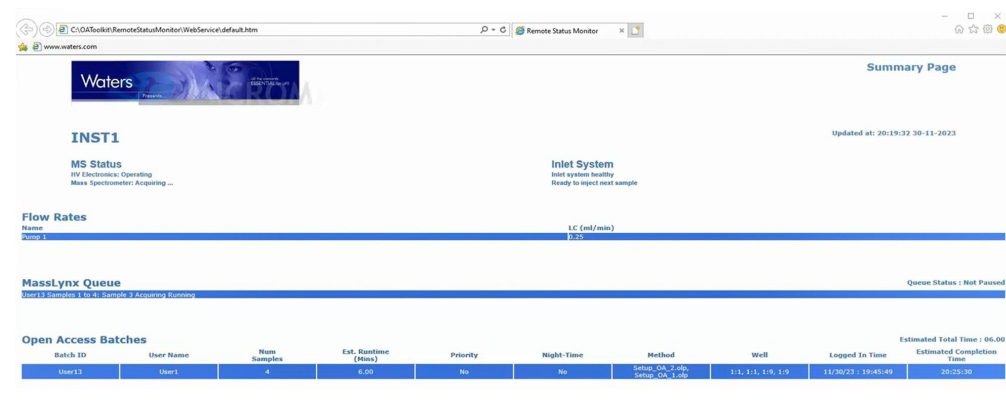 C:\OAToolkit\RemoteStatusMonitor\WebService\default.htm
Remote Status Monitor
www.waters.com
Waters
Summary Page
INST1
Updated at: 20:19:32 30-11-2023
MS Status
HV Electronics: Operating
Mass Spectrometer: Acquiring ...
Inlet System
Inlet system healthy
Ready to inject next sample
Flow Rates
Name LC (ml/min)
Pump 1 0.25
MassLynx Queue Queue Status : Not Paused
User13 Samples 1 to 4: Sample 3 Acquiring Running
Open Access Batches Estimated Total Time : 06.00
Batch ID User Name Num Samples Est. Runtime (Mins) Priority Night-Time Method Well Logged In Time Estimated Completion Time
User13 User1 4 6.00 No No Setup_OA_2.olp, Setup_OA_1.olp 1:1, 1:1, 1:9, 1:9 11/30/23 : 19:45:49 20:25:30